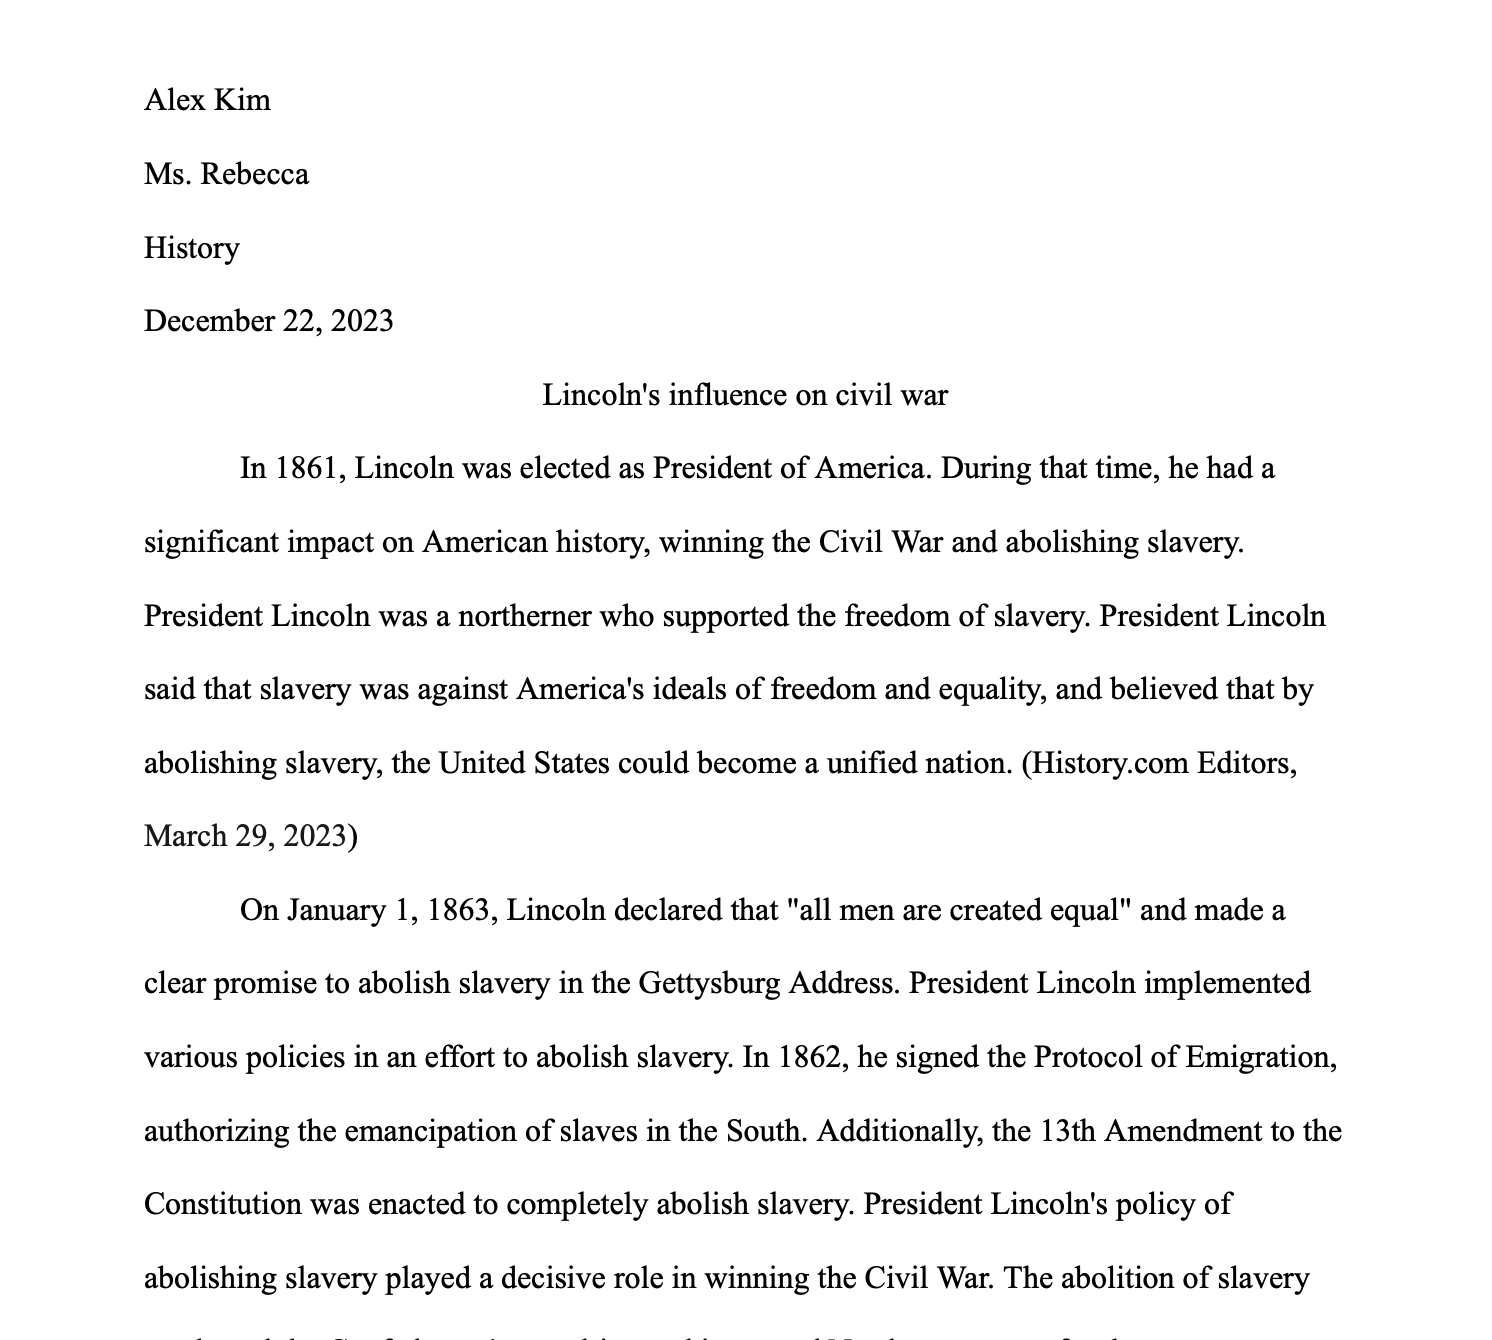 Alex Kim
Ms. Rebecca
History
December 22, 2023
Lincoln's influence on civil war
In 1861, Lincoln was elected as President of America. During that time, he had a
significant impact on American history, winning the Civil War and abolishing slavery.
President Lincoln was a northerner who supported the freedom of slavery. President Lincoln
said that slavery was against America's ideals of freedom and equality, and believed that by
abolishing slavery, the United States could become a unified nation. (History.com Editors,
March 29, 2023)
On January 1, 1863, Lincoln declared that "all men are created equal" and made a
clear promise to abolish slavery in the Gettysburg Address. President Lincoln implemented
various policies in an effort to abolish slavery. In 1862, he signed the Protocol of Emigration,
authorizing the emancipation of slaves in the South. Additionally, the 13th Amendment to the
Constitution was enacted to completely abolish slavery. President Lincoln's policy of
abolishing slavery played a decisive role in winning the Civil War. The abolition of slavery